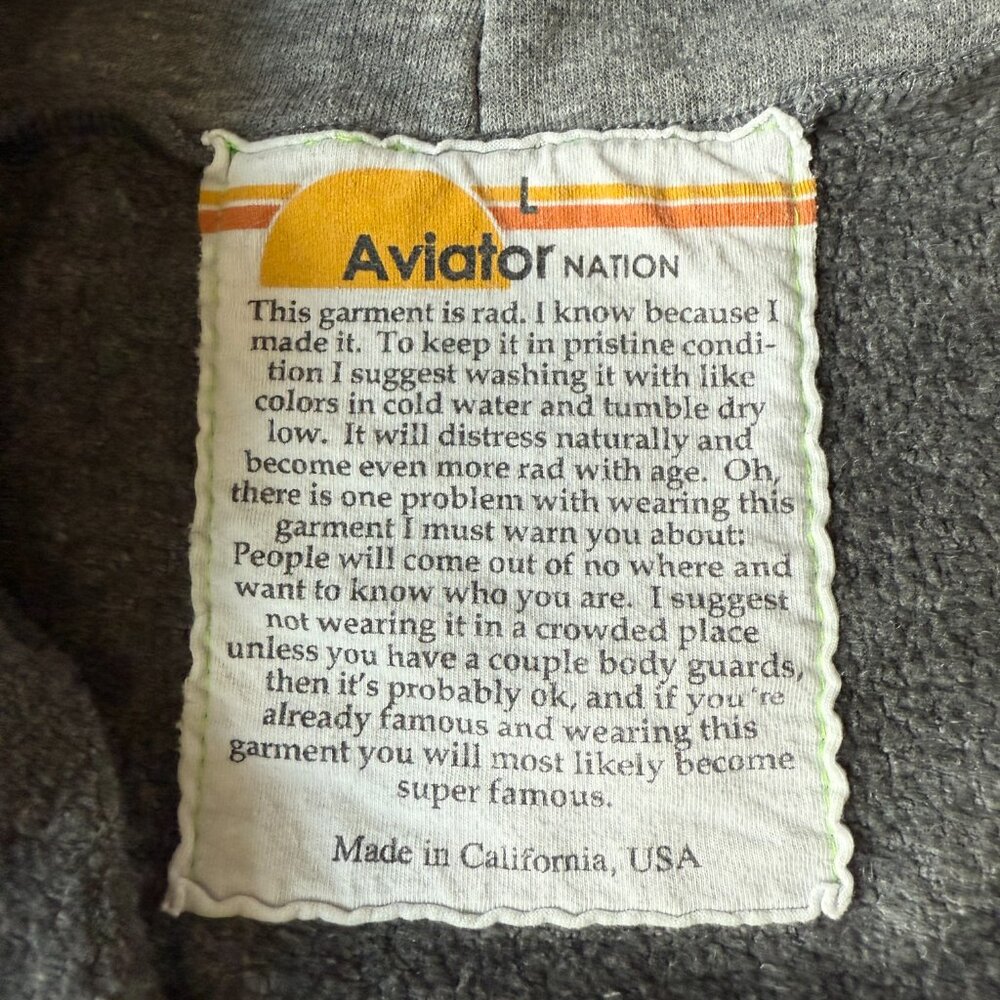 L
Aviator NATION
This garment is rad. I know because I
made it. To keep it in pristine condi-
tion I suggest washing it with like
colors in cold water and tumble dry
low. It will distress naturally and
become even more rad with age. Oh,
there is one problem with wearing this
garment I must warn you about:
People will come out of no where and
want to know who you are. I suggest
not wearing it in a crowded place
unless you have a couple body guards,
then it's probably ok, and if you're
already famous and wearing this
garment you will most likely become
super famous.
Made in California, USA